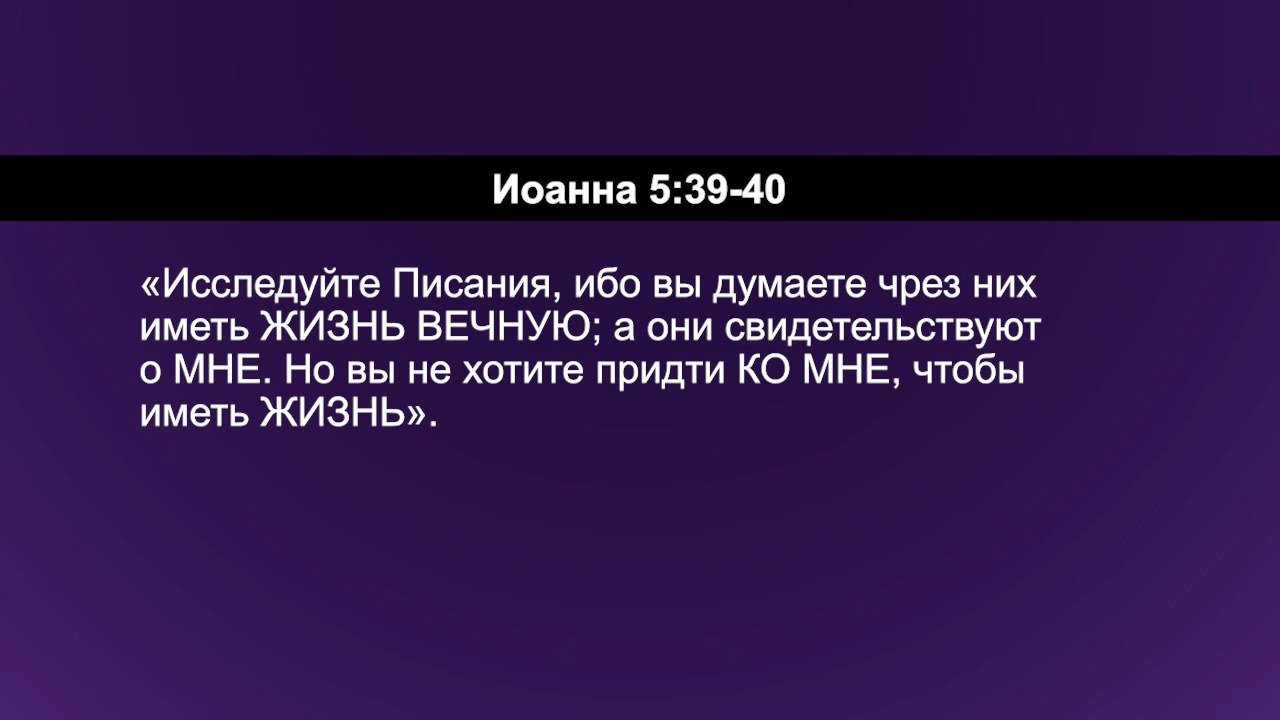 Иоанна 5:39-40
«Исследуйте Писания, ибо вы думаете чрез них
иметь ЖИЗНЬ ВЕЧНУЮ; а они свидетельствуют
о МНЕ. Но вы не хотите придти КО МНЕ, чтобы
иметь ЖИЗНЬ».